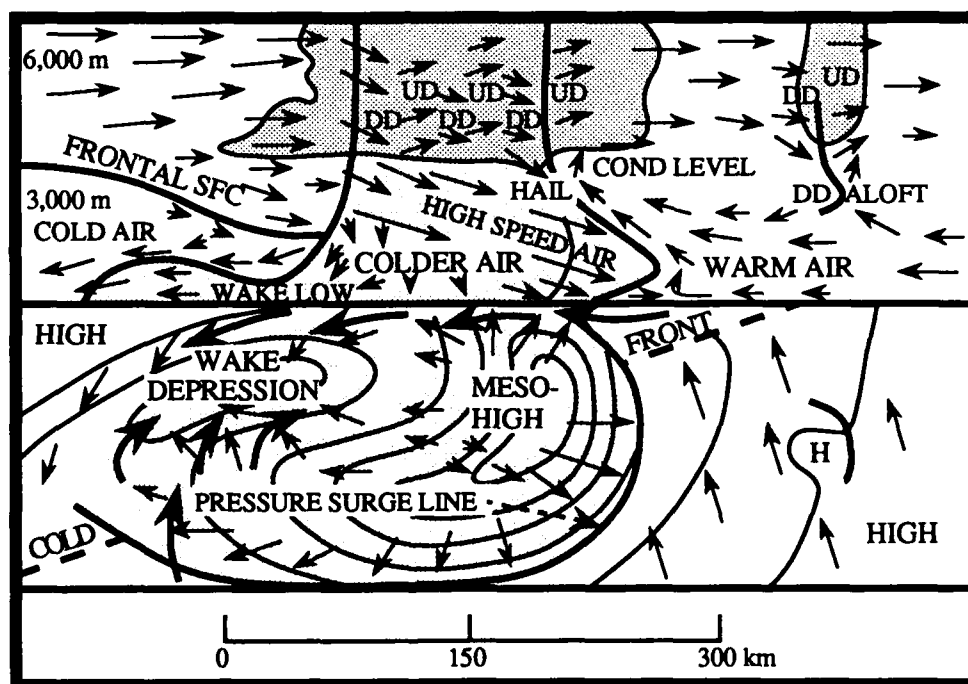 6,000 m
UD UD UD
DD DD DD
DD UD
FRONTAL SFC
COND LEVEL
HAIL
3,000 m
DD ALOFT
COLD AIR
HIGH SPEED AIR
COLDER AIR
WARM AIR
WAKE LOW
HIGH
FRONT
WAKE
DEPRESSION
MESO-
HIGH
H
PRESSURE SURGE LINE
COLD
HIGH
0 150 300 km